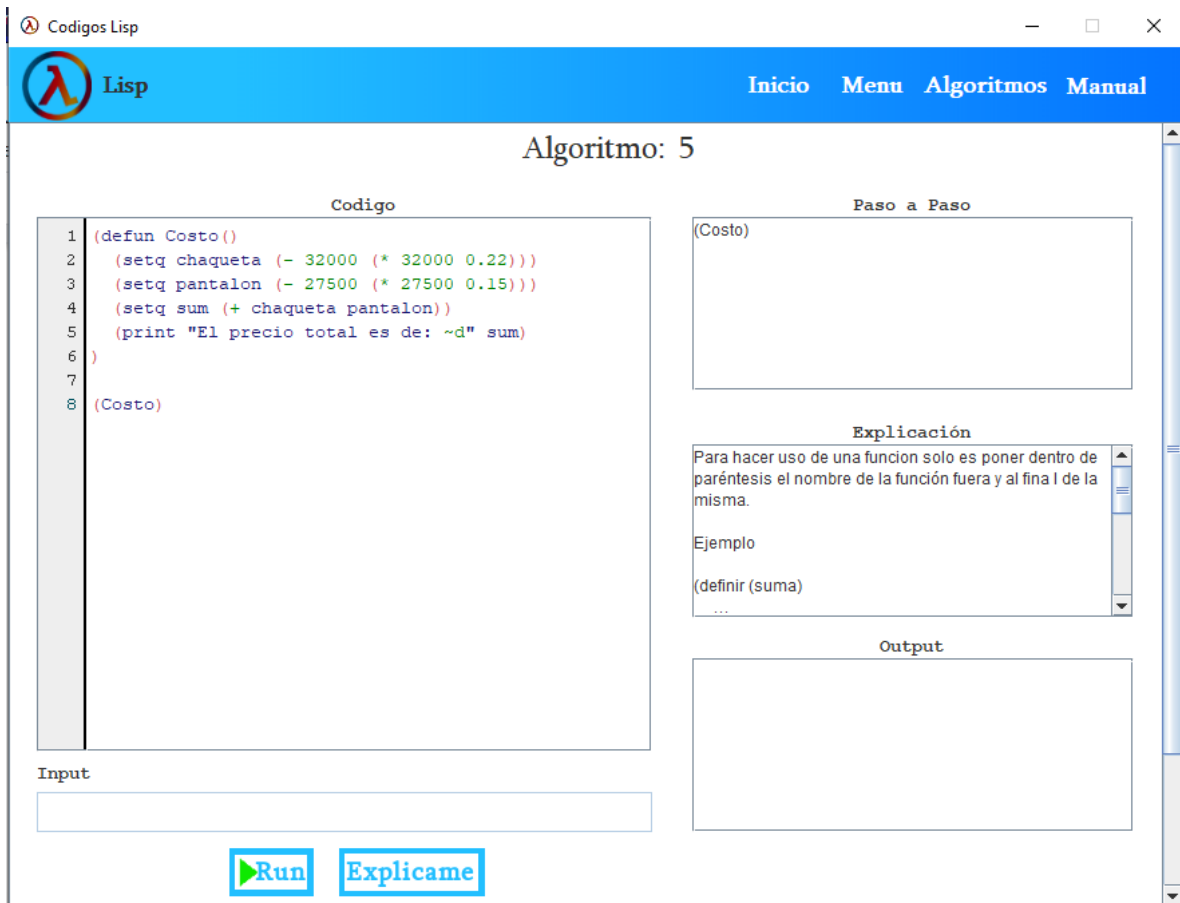 Codigos Lisp
Lisp
Inicio Menu Algoritmos Manual
Algoritmo: 5
Codigo
1 (defun Costo()
2 (setq chaqueta (- 32000 (* 32000 0.22)))
3 (setq pantalon (- 27500 (* 27500 0.15)))
4 (setq sum (+ chaqueta pantalon))
5 (print "El precio total es de: ~d" sum)
6 )
7
8 (Costo)
Input
Run Explicame
Paso a Paso
(Costo)
Explicación
Para hacer uso de una funcion solo es poner dentro de
paréntesis el nombre de la función fuera y al fina l de la
misma.
Ejemplo
(definir (suma)
...
Output